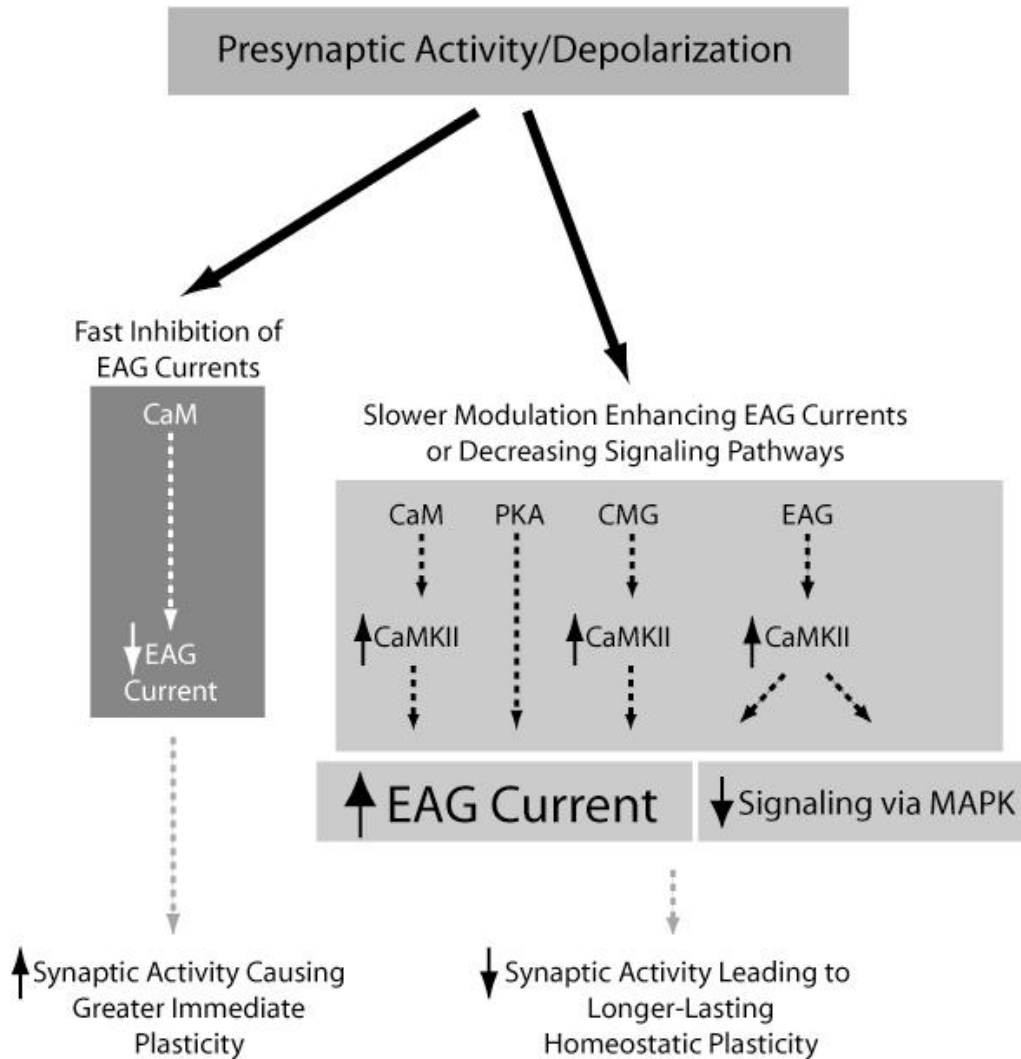 Presynaptic Activity/Depolarization
Fast Inhibition of
EAG Currents
CaM
EAG
Current
Slower Modulation Enhancing EAG Currents
or Decreasing Signaling Pathways
CaM PKA CMG EAG
CaMKII CaMKII CaMKII
EAG Current
Signaling via MAPK
Synaptic Activity Causing
Greater Immediate
Plasticity
Synaptic Activity Leading to
Longer-Lasting
Homeostatic Plasticity